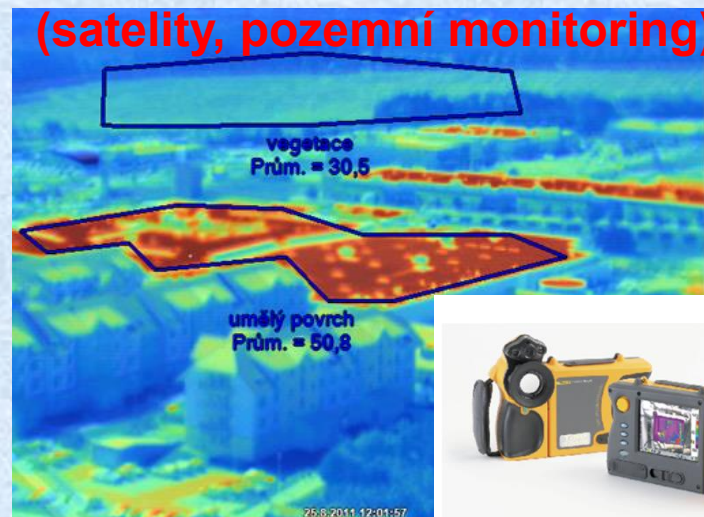 (satelity, pozemní monitoring)
vegetace
Prům. = 30,5
umělý povrch
Prům. = 50,8
25.8.2011 12:01:57